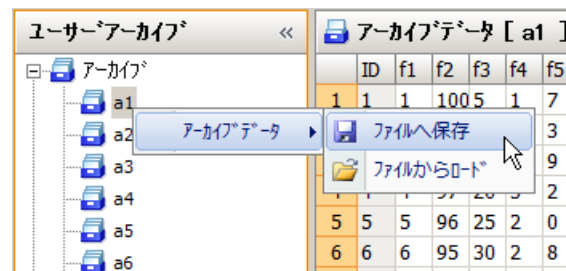 ユーザーアーカイブ «
アーカイブデータ [ a1 ]
アーカイブ
ID f1 f2 f3 f4 f5
a1
1 1 1 100 5 1 7
a2
アーカイブデータ
ファイルへ保存
3
a3
ファイルからロード
9
a4
2
a5
5 5 5 96 25 2 0
a6
6 6 6 95 30 2 8